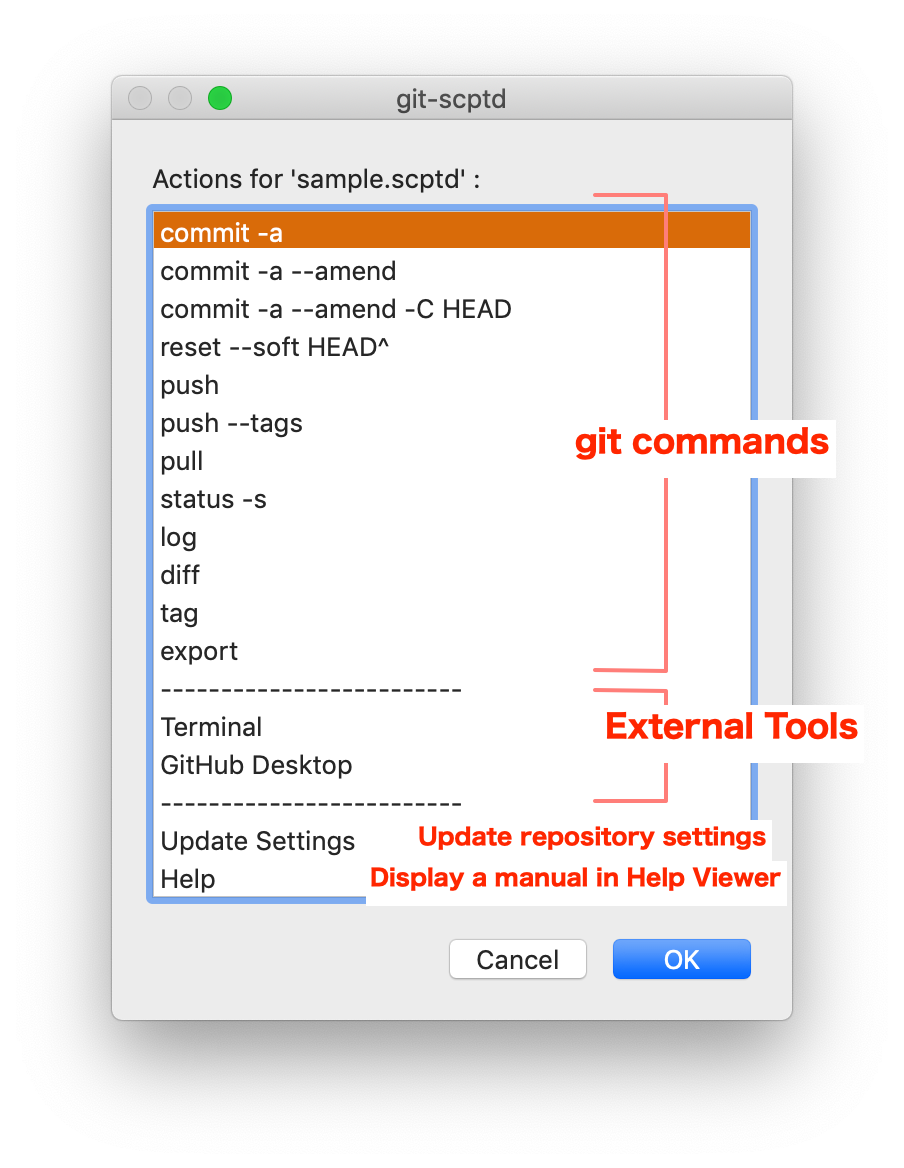 git-scptd
Actions for 'sample.scptd' :
commit -a
commit -a --amend
commit -a --amend -C HEAD
reset --soft HEAD^
push
push --tags
git commands
pull
status -s
log
diff
tag
export
-------------------------
Terminal
External Tools
GitHub Desktop
-------------------------
Update Settings
Update repository settings
Help
Display a manual in Help Viewer
Cancel
OK